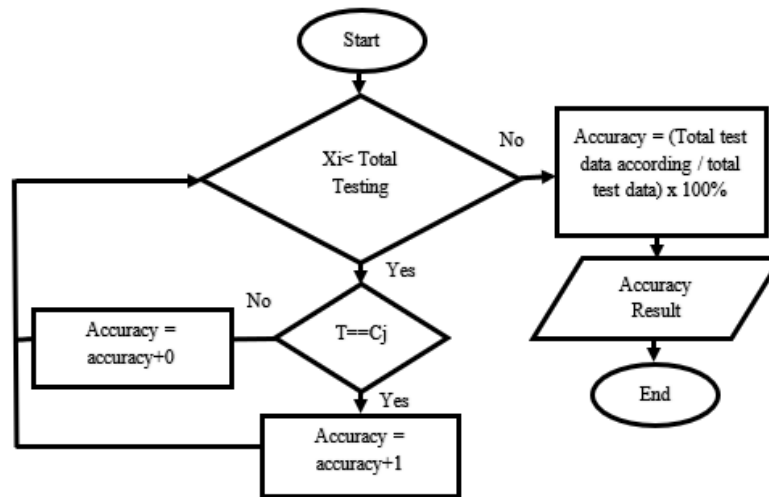 Start
Xi< Total
Testing
No
Accuracy = (Total test
data according / total
test data) x 100%
Yes
Accuracy
Result
No
T==Cj
Accuracy =
accuracy+0
Yes
End
Accuracy =
accuracy+1